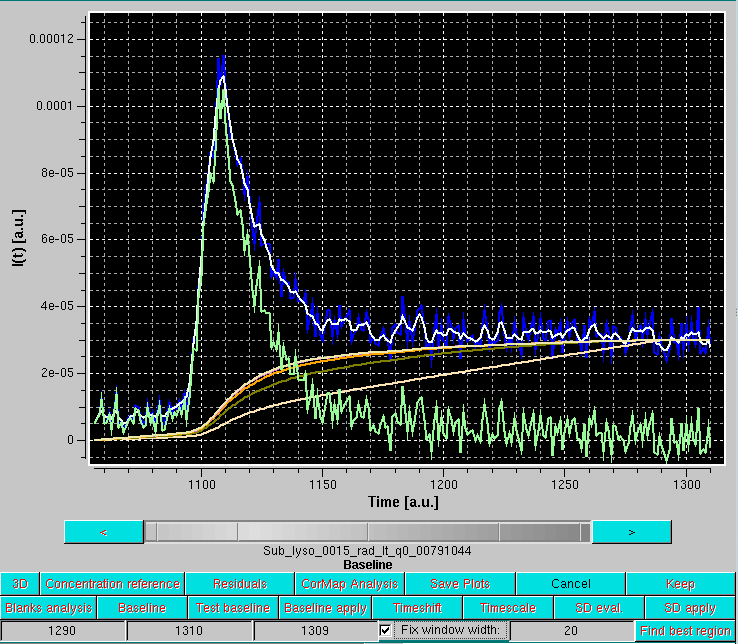 0.00012
0.0001
8e-05
6e-05
4e-05
2e-05
0
I(t) [a.u.]
1100 1150 1200 1250 1300
Time [a.u.]
< >
Sub_lyso_0015_rad_lt_q0_00791044
Baseline
3D Concentration reference Residuals CorMap Analysis Save Plots Cancel Keep
Blanks analysis Baseline Test baseline Baseline apply Timeshift Timescale SD eval. SD apply
1290 1310 1309 Fix window width: 20 Find best region